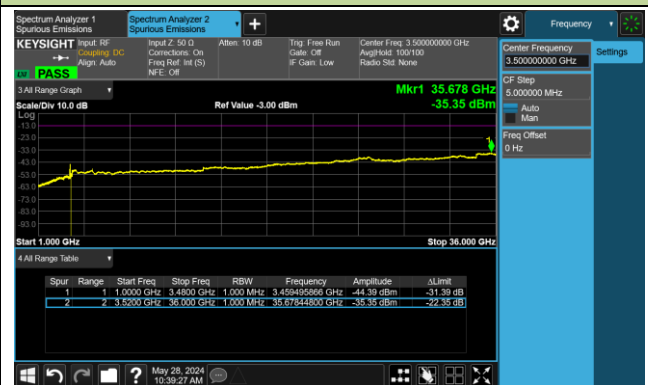 Spectrum Analyzer 1
Spurious Emissions
Spectrum Analyzer 2
Spurious Emissions
+
Frequency
KEYSIGHT
Input: RF
Coupling: DC
Align: Auto
Input Z: 50 Ω
Corrections: On
Freq Ref: Int (S)
NFE: Off
Atten: 10 dB
Trig: Free Run
Gate: Off
IF Gain: Low
Center Freq: 3.500000000 GHz
Avg|Hold: 100/100
Radio Std: None
PASS
Center Frequency
3.500000000 GHz
Settings
CF Step
5.000000 MHz
Auto
Man
Freq Offset
0 Hz
3 All Range Graph
Mkr1 35.678 GHz
Scale/Div 10.0 dB
Ref Value -3.00 dBm
-35.35 dBm
Log
-13.0
-23.0
-33.0
-43.0
-53.0
-63.0
-73.0
-83.0
-93.0
1
Start 1.000 GHz
Stop 36.000 GHz
4 All Range Table
Spur Range Start Freq Stop Freq RBW Frequency Amplitude ΔLimit
1 1 1.0000 GHz 3.4800 GHz 1.000 MHz 3.459495866 GHz -44.39 dBm -31.39 dB
2 2 3.5200 GHz 36.000 GHz 1.000 MHz 35.67844800 GHz -35.35 dBm -22.35 dB
?
May 28, 2024
10:39:27 AM